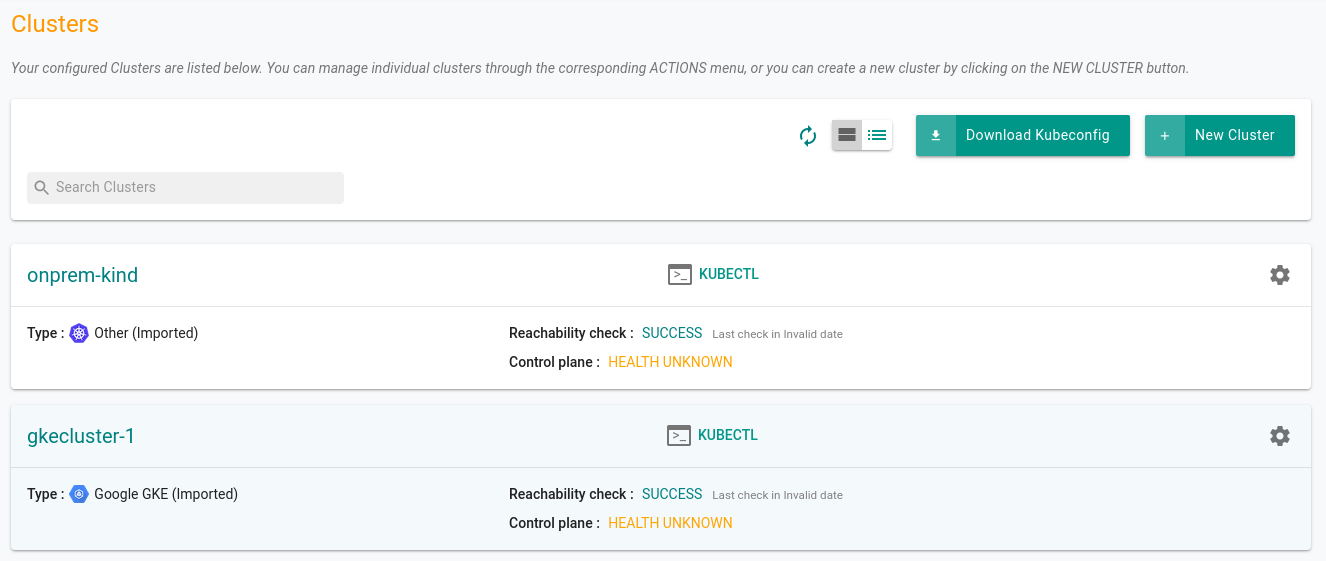 Clusters
Your configured Clusters are listed below. You can manage individual clusters through the corresponding ACTIONS menu, or you can create a new cluster by clicking on the NEW CLUSTER button.
Download Kubeconfig
+ New Cluster
Search Clusters
onprem-kind >_ KUBECTL
Type : Other (Imported) Reachability check : SUCCESS Last check in Invalid date
Control plane : HEALTH UNKNOWN
gkecluster-1 >_ KUBECTL
Type : Google GKE (Imported) Reachability check : SUCCESS Last check in Invalid date
Control plane : HEALTH UNKNOWN